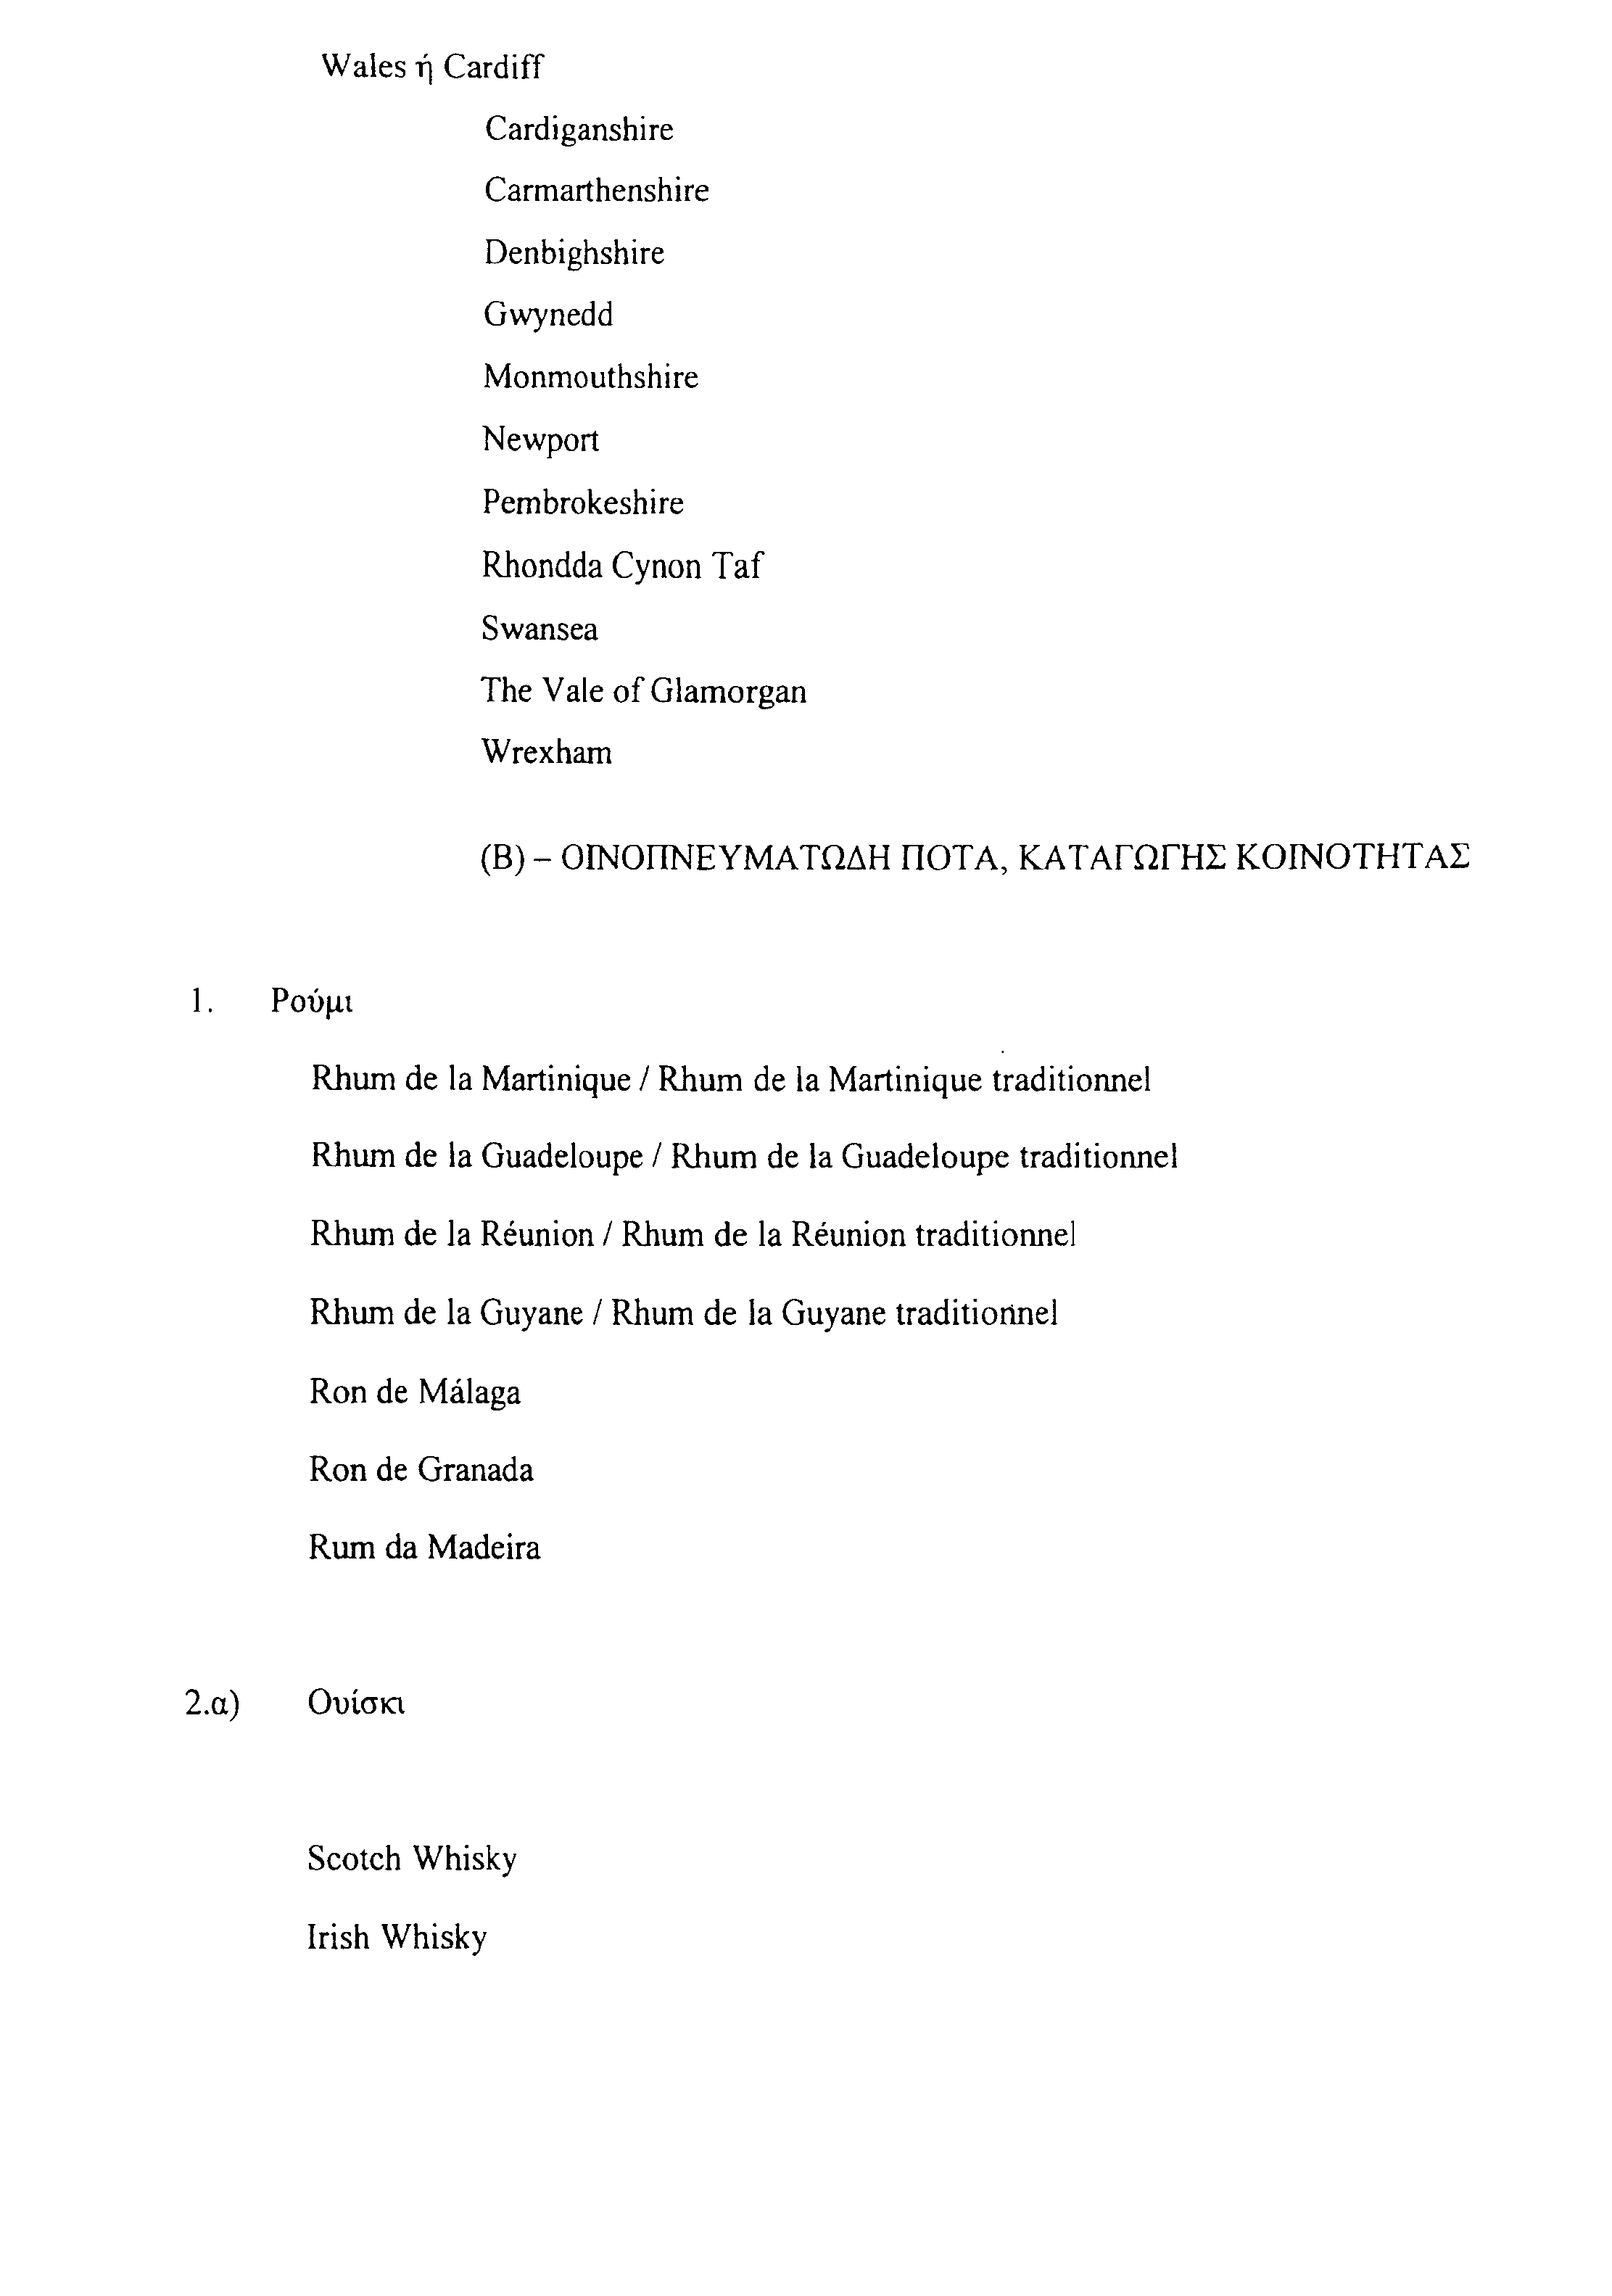 Wales ή Cardiff
Cardiganshire
Carmarthenshire
Denbighshire
Gwynedd
Monmouthshire
Newport
Pembrokeshire
Rhondda Cynon Taf
Swansea
The Vale of Glamorgan
Wrexham
(Β) – ΟΙΝΟΠΝΕΥΜΑΤΩΔΗ ΠΟΤΑ, ΚΑΤΑΓΩΓΗΣ ΚΟΙΝΟΤΗΤΑΣ
1. Ρούμι
Rhum de la Martinique / Rhum de la Martinique traditionnel
Rhum de la Guadeloupe / Rhum de la Guadeloupe traditionnel
Rhum de la Réunion / Rhum de la Réunion traditionnel
Rhum de la Guyane / Rhum de la Guyane traditionnel
Ron de Málaga
Ron de Granada
Rum da Madeira
2.α) Ουίσκι
Scotch Whisky
Irish Whisky